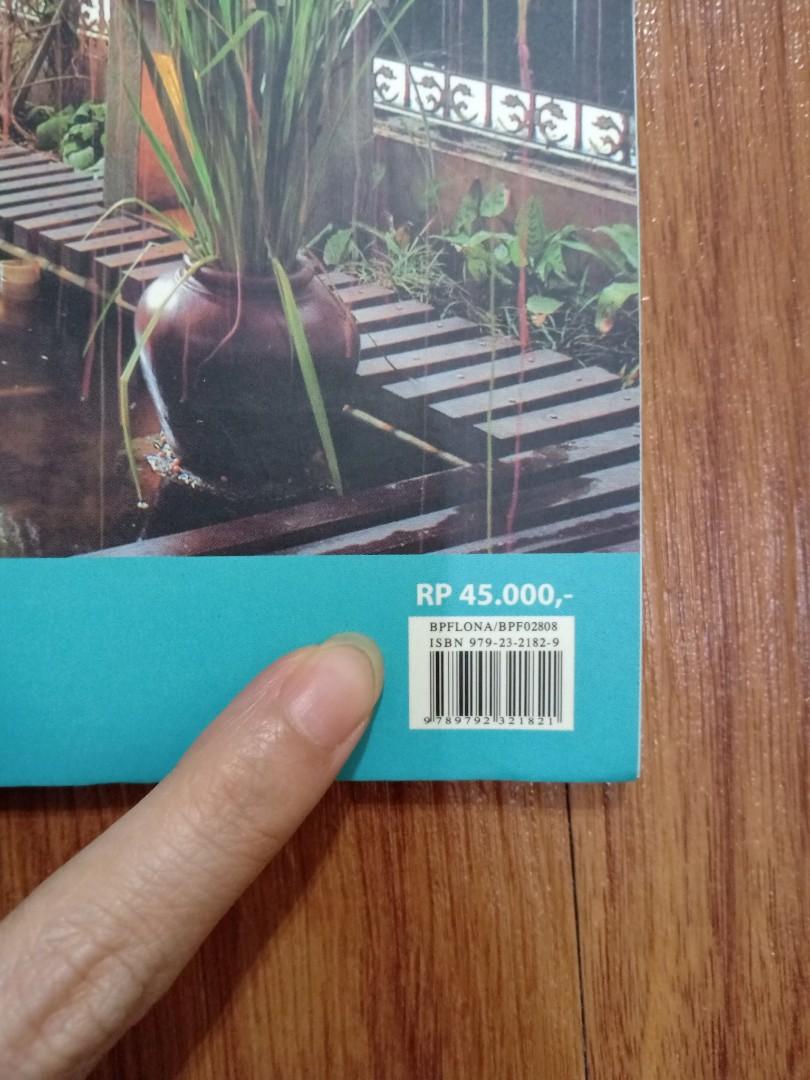 RP 45.000,-
BPFLONA/BPF02808
ISBN 979-23-2182-9
9 789792 321821